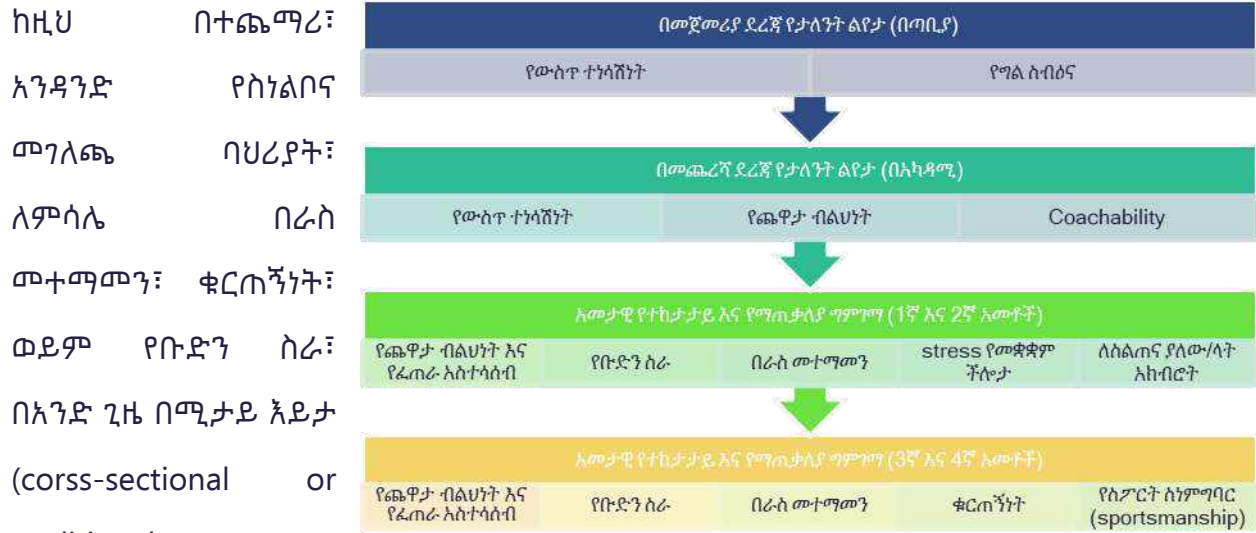 ከዚህ በተጨማሪ፣
አንዳንድ የስነልቦና
መገለጫ ባህሪያት፣
ለምሳሌ በራስ
መተማመን፣ ቁርጠኝነት፣
ወይም የቡድን ስራ፣
በአንድ ጊዜ በሚታይ እይታ
(corss-sectional or
በመጀመሪያ ደረጃ የታለንት ልየታ (በጣቢያ)
የውስጥ ተነሳሽነት የግል ስብዕና
በመጨረሻ ደረጃ የታለንት ልየታ (በአካዳሚ)
የውስጥ ተነሳሽነት የጨዋታ ብልህነት Coachability
አመታዊ የተከታታይ እና የማጠቃለያ ግምገማ (1ኛ እና 2ኛ አመቶች)
የጨዋታ ብልህነት እና
የፈጠራ አስተሳሰብ
የቡድን ስራ
በራስ መተማመን
stress የመቋቋም
ችሎታ
ለስልጠና ያለው/ላት
አክብሮት
አመታዊ የተከታታይ እና የማጠቃለያ ግምገማ (3ኛ እና 4ኛ አመቶች)
የጨዋታ ብልህነት እና
የፈጠራ አስተሳሰብ
የቡድን ስራ
በራስ መተማመን
ቁርጠኝነት
የስፖርት ስነምግባር
(sportsmanship)